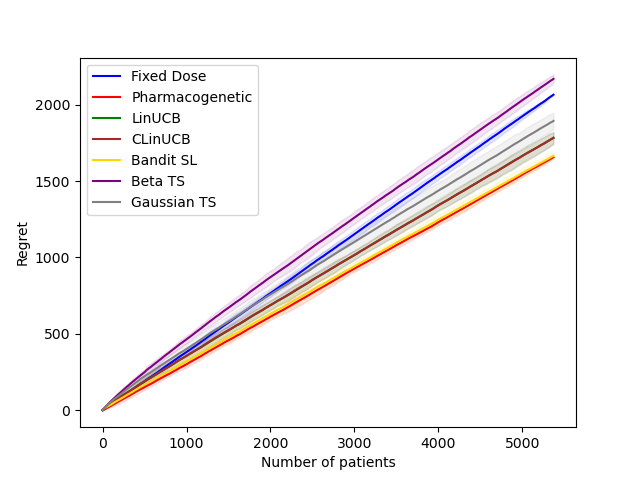 Fixed Dose
Pharmacogenetic
LinUCB
CLinUCB
Bandit SL
Beta TS
Gaussian TS
Regret
2000
1500
1000
500
0
0 1000 2000 3000 4000 5000
Number of patients